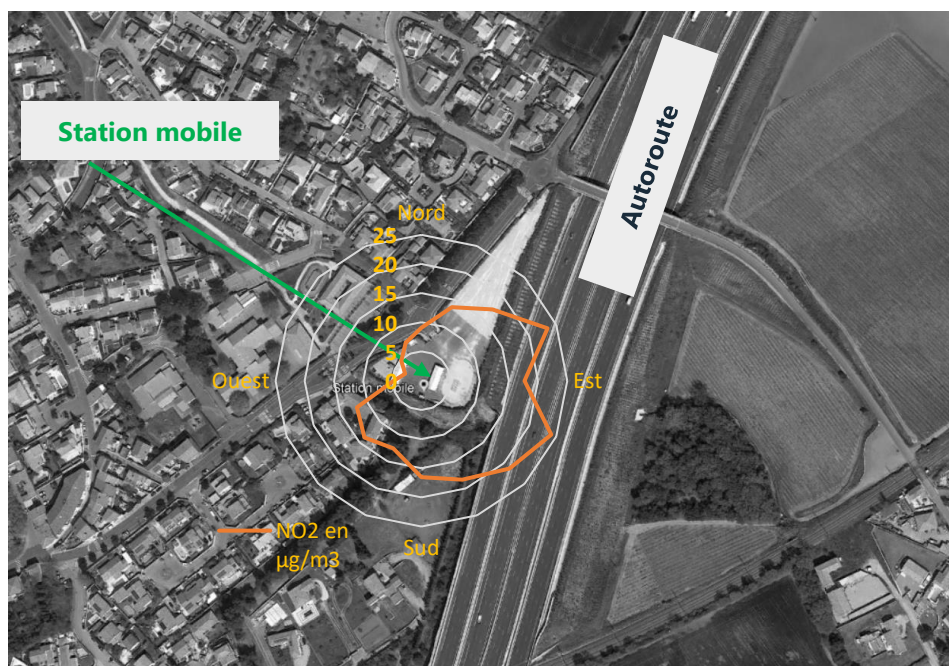 Station mobile
Autoroute
Nord
25
20
15
10
5
0
Ouest
Est
Station mobile
NO2 en
µg/m3
Sud